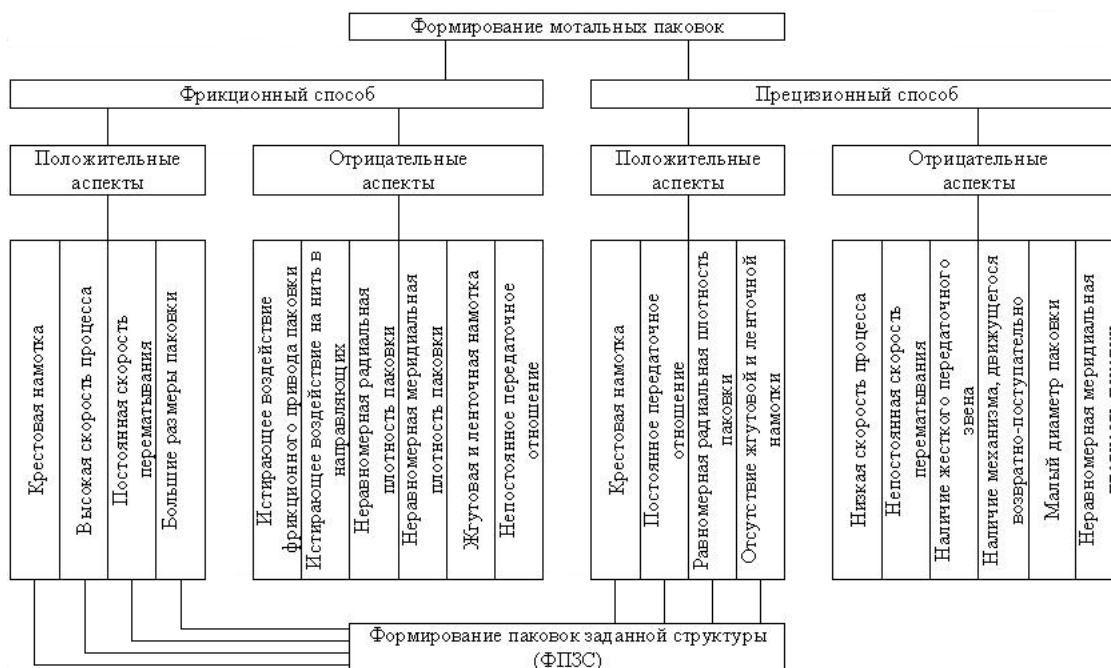 Формирование мотальных паковок
Фрикционный способ
Прецизионный способ
Положительные
аспекты
Отрицательные
аспекты
Положительные
аспекты
Отрицательные
аспекты
Крестовая намотка
Высокая скорость процесса
Постоянная скорость
перематывания
Большие размеры паковки
Истирающее воздействие
фрикционного привода паковки
Истирающее воздействие на нить в
направляющих
Неравномерная радиальная
плотность паковки
Неравномерная меридиальная
плотность паковки
Жгутовая и ленточная намотка
Непостоянное передаточное
отношение
Крестовая намотка
Постоянное передаточное
отношение
Равномерная радиальная плотность
паковки
Отсутствие жгутовой и ленточной
намотки
Низкая скорость процесса
Непостоянная скорость
перематывания
Наличие жесткого передаточного
звена
Наличие механизма, движущегося
возвратно-поступательно
Малый диаметр паковки
Неравномерная меридиальная
Формирование паковок заданной структуры
(ФПЗС)